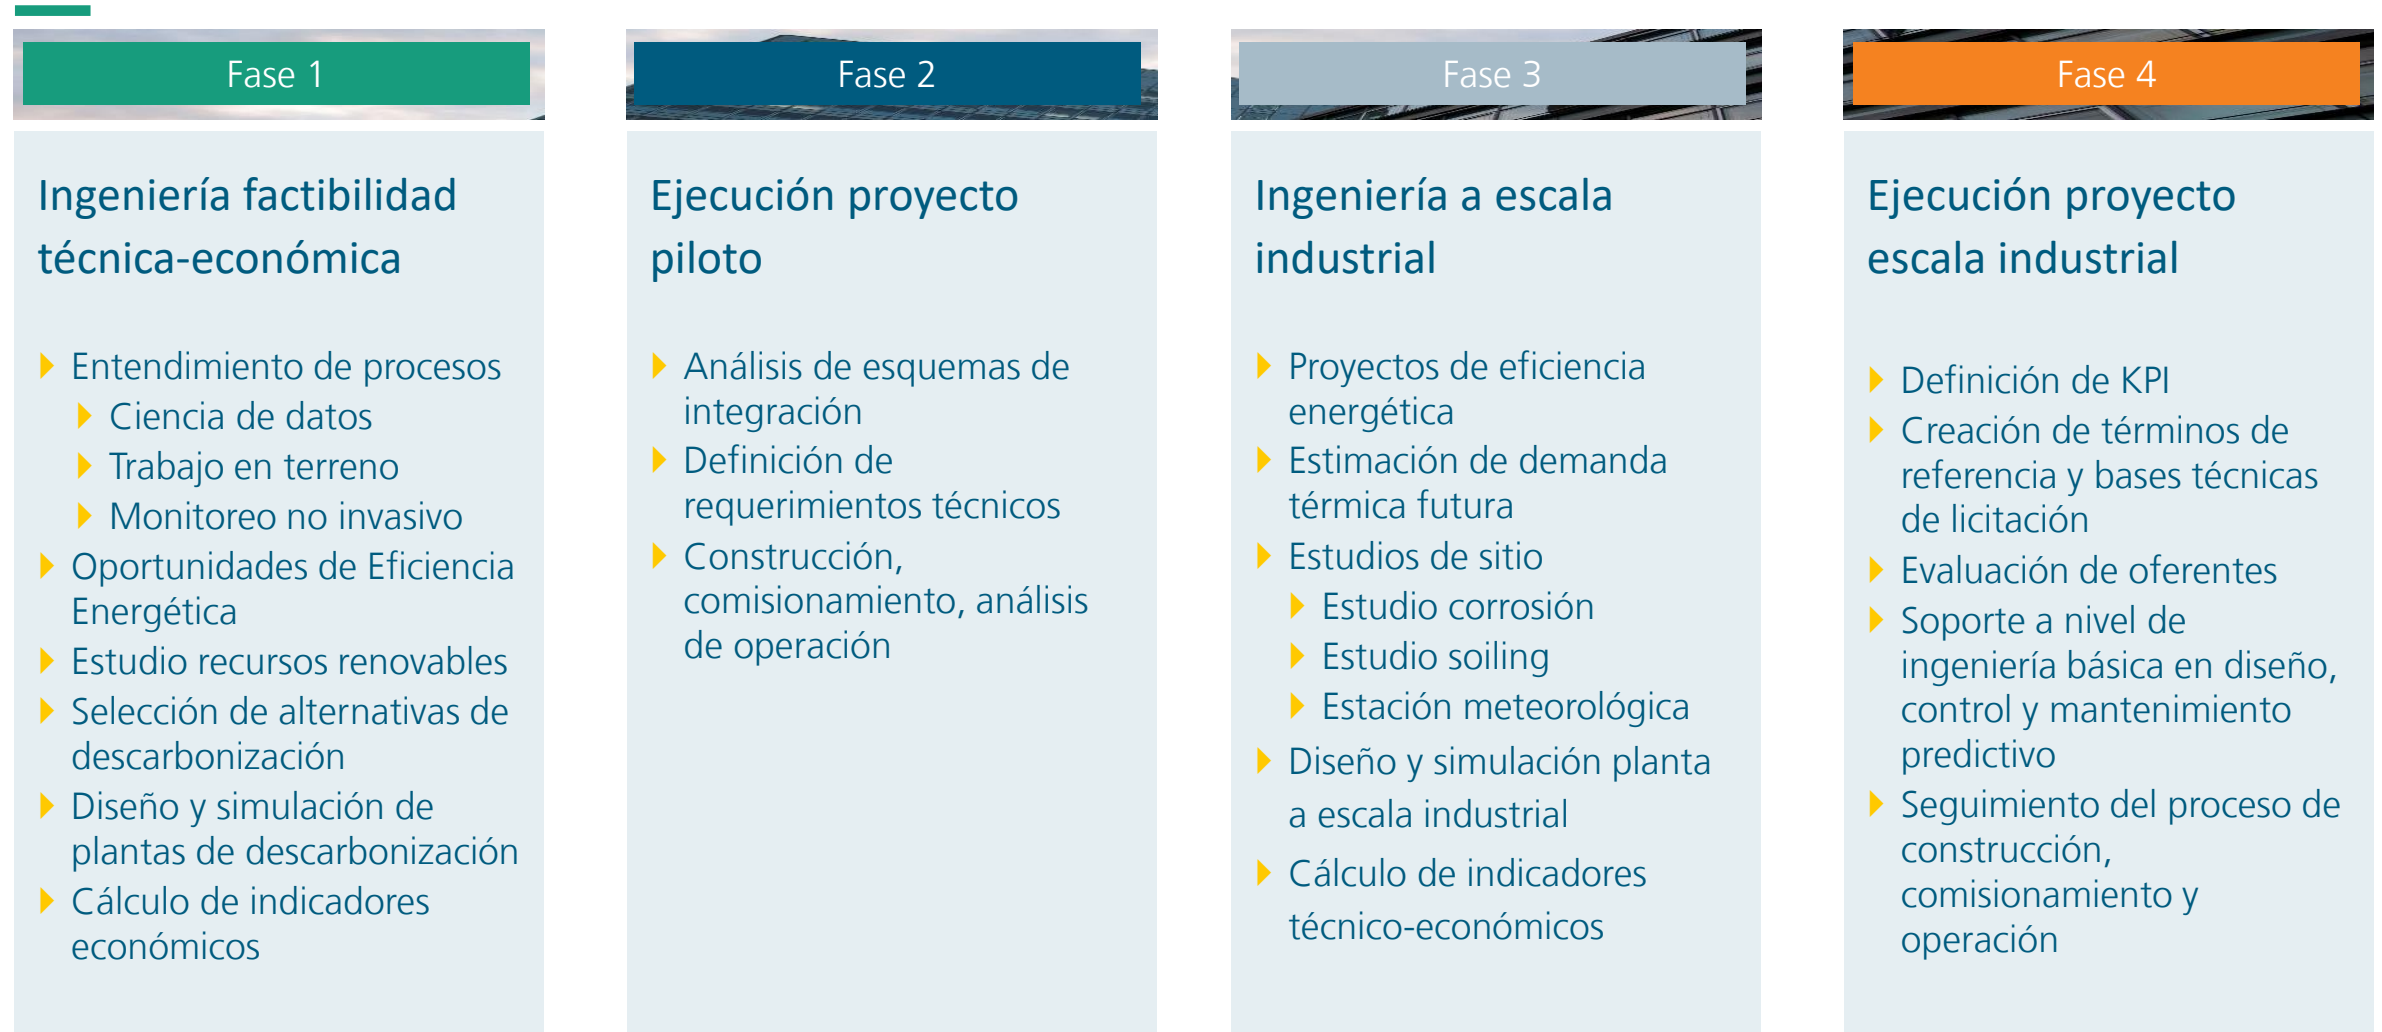 Fase 1
Ingeniería factibilidad
técnica-económica
Entendimiento de procesos
Ciencia de datos
Trabajo en terreno
Monitoreo no invasivo
Oportunidades de Eficiencia
Energética
Estudio recursos renovables
Selección de alternativas de
descarbonización
Diseño y simulación de
plantas de descarbonización
Cálculo de indicadores
económicos
Fase 2
Ejecución proyecto
piloto
Análisis de esquemas de
integración
Definición de
requerimientos técnicos
Construcción,
comisionamiento, análisis
de operación
Fase 3
Ingeniería a escala
industrial
Proyectos de eficiencia
energética
Estimación de demanda
térmica futura
Estudios de sitio
Estudio corrosión
Estudio soiling
Estación meteorológica
Diseño y simulación planta
a escala industrial
Cálculo de indicadores
técnico-económicos
Fase 4
Ejecución proyecto
escala industrial
Definición de KPI
Creación de términos de
referencia y bases técnicas
de licitación
Evaluación de oferentes
Soporte a nivel de
ingeniería básica en diseño,
control y mantenimiento
predictivo
Seguimiento del proceso de
construcción,
comisionamiento y
operación